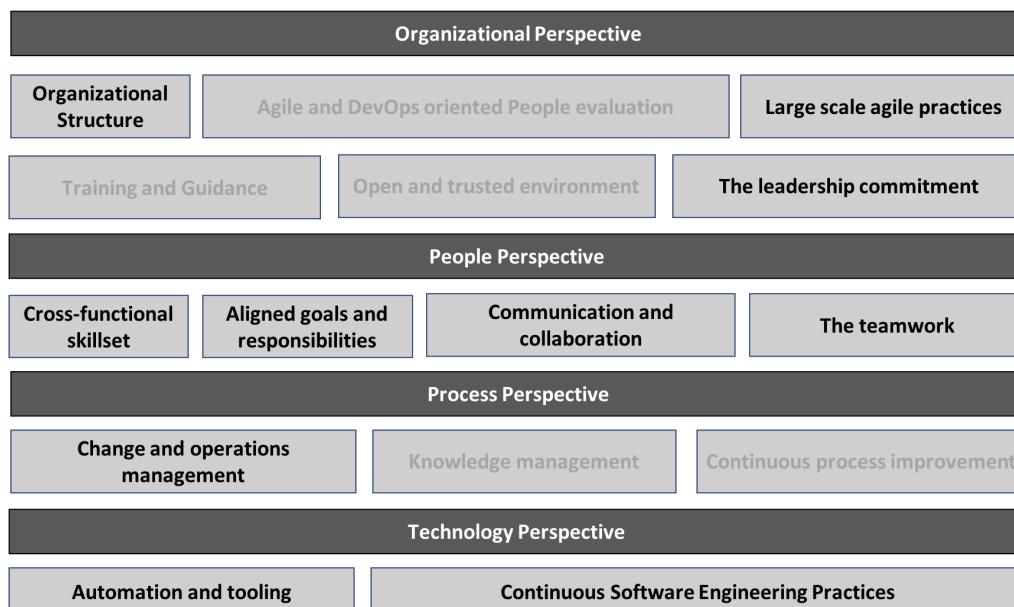 Organizational Perspective
Organizational
Structure
Agile and DevOps oriented People evaluation
Large scale agile practices
Training and Guidance
Open and trusted environment
The leadership commitment
People Perspective
Cross-functional
skillset
Aligned goals and
responsibilities
Communication and
collaboration
The teamwork
Process Perspective
Change and operations
management
Knowledge management
Continuous process improvement
Technology Perspective
Automation and tooling
Continuous Software Engineering Practices